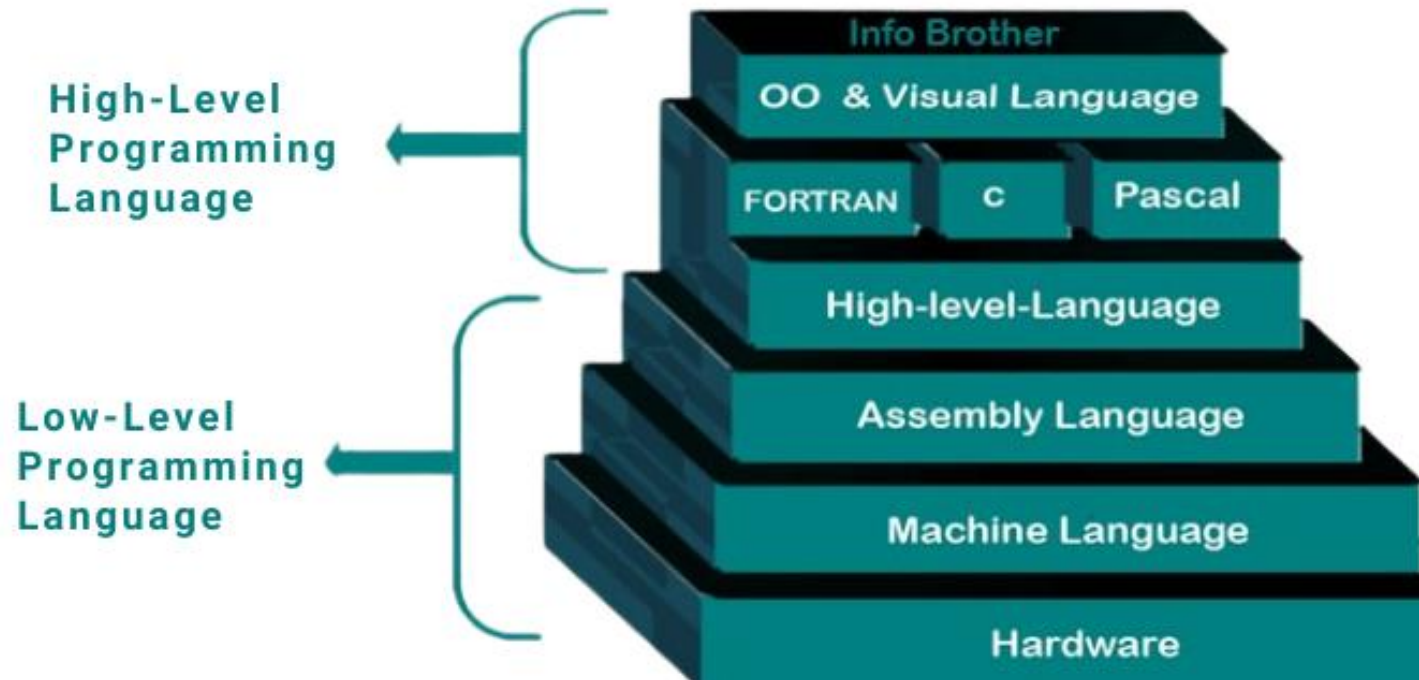 Info Brother
OO & Visual Language
High-Level
Programming
Language
FORTRAN
c
Pascal
High-level-Language
Assembly Language
Low-Level
Programming
Language
Machine Language
Hardware